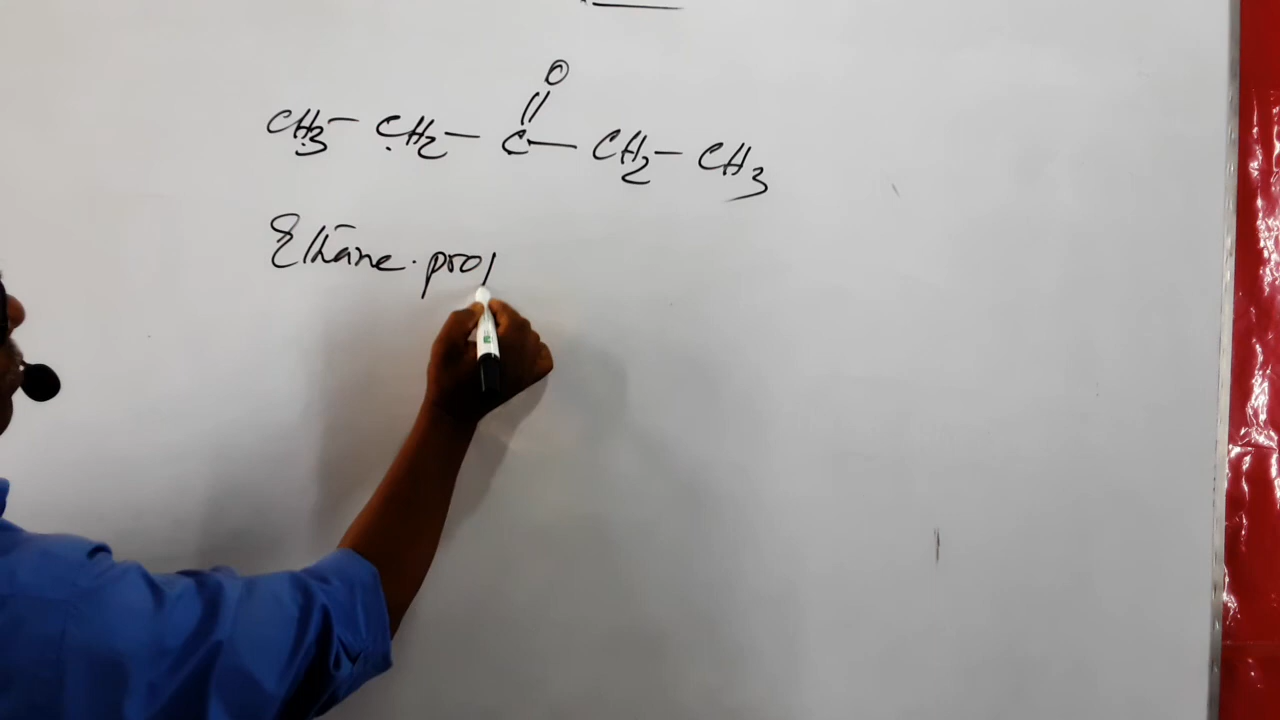 O
||
CH3 – CH2 – C – CH2 – CH3
Ethane. prop